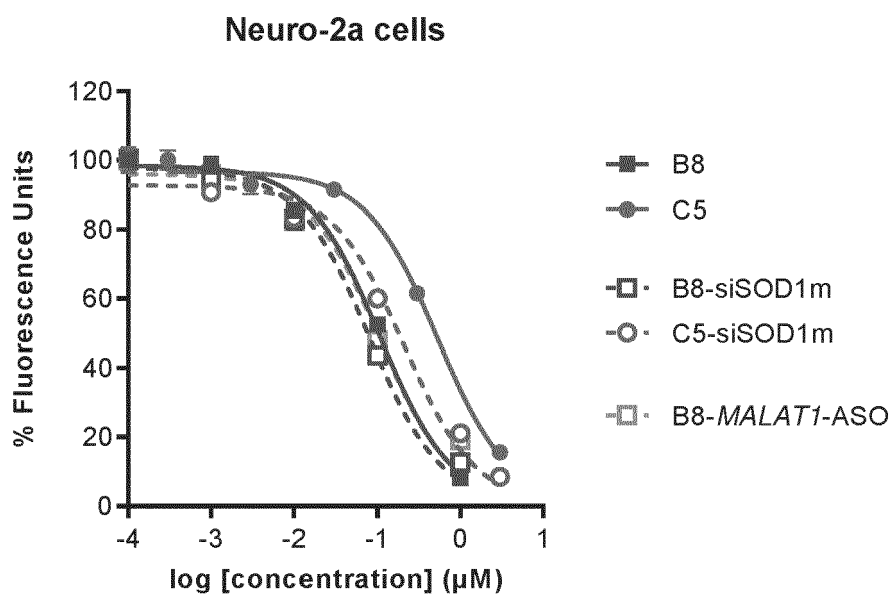 Neuro-2a cells
120
100
80
60
40
20
0
% Fluorescence Units
-4 -3 -2 -1 0 1
log [concentration] (µM)
B8
C5
B8-siSOD1m
C5-siSOD1m
B8-MALAT1-ASO